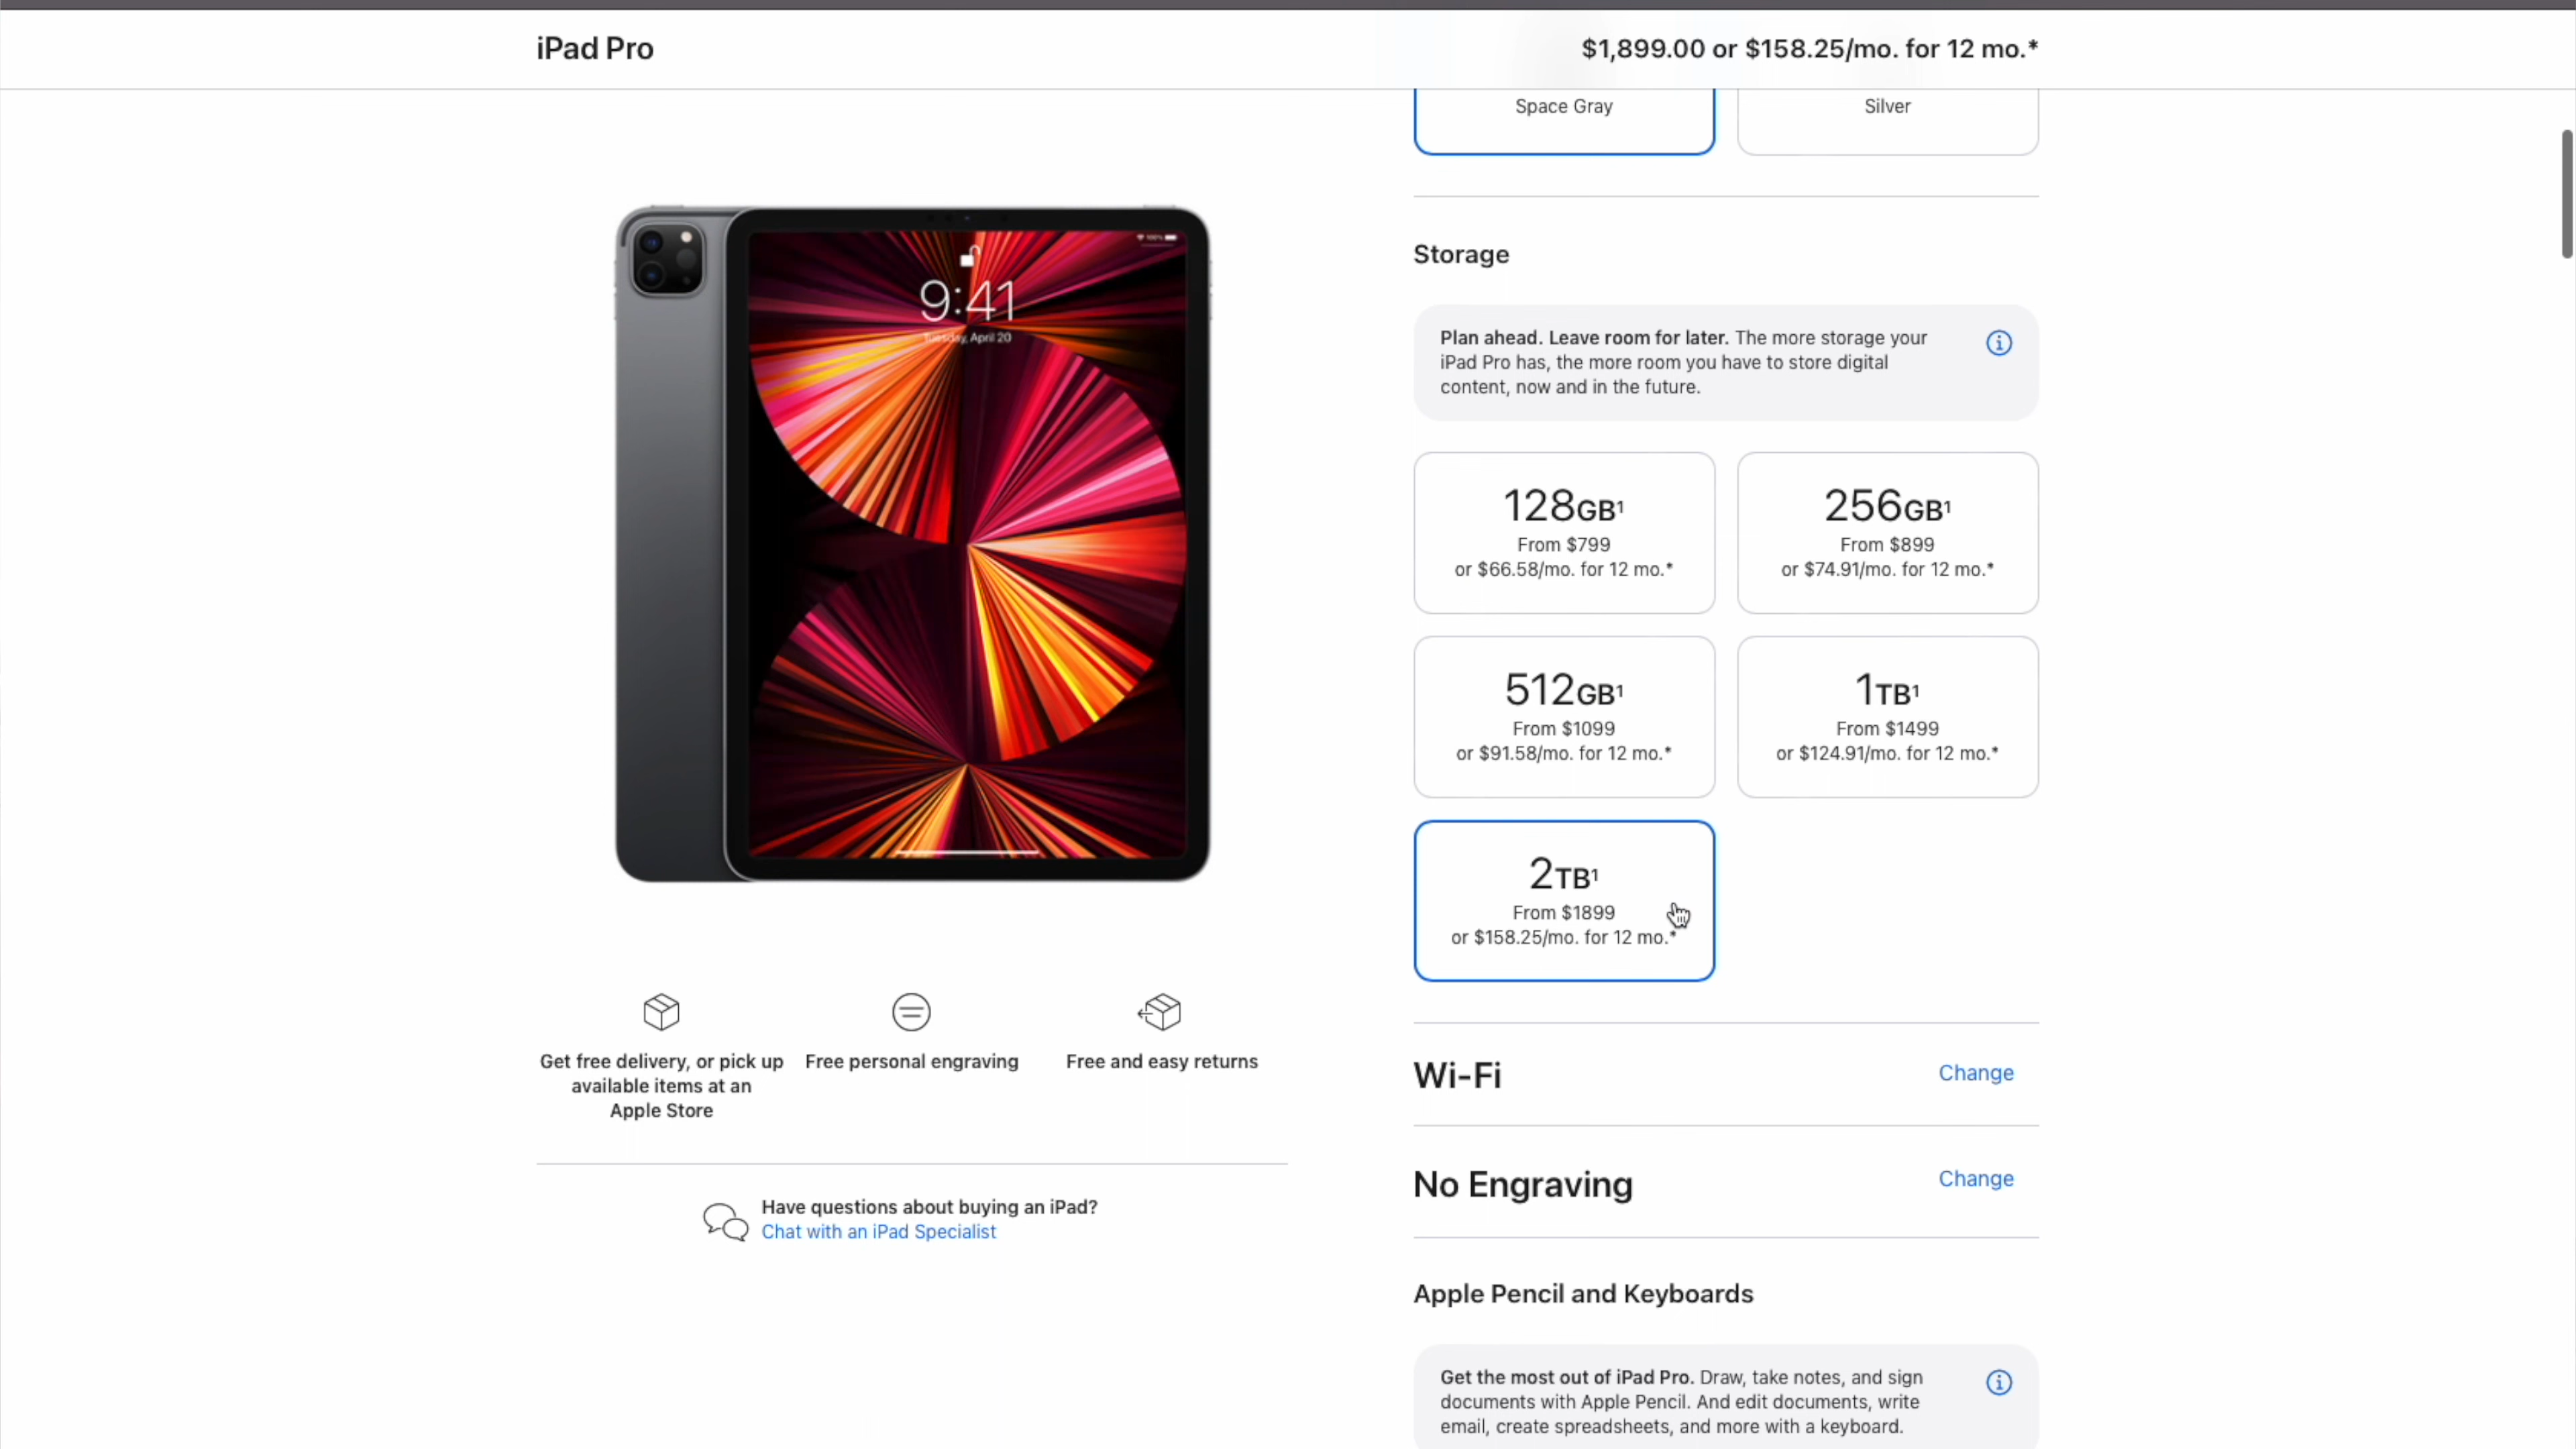 iPad Pro
$1,899.00 or $158.25/mo. for 12 mo.*
Space Gray
Silver
9:41
Tuesday, April 20
Storage
Plan ahead. Leave room for later. The more storage your
iPad Pro has, the more room you have to store digital
content, now and in the future.
128GB¹
From $799
or $66.58/mo. for 12 mo.*
256GB¹
From $899
or $74.91/mo. for 12 mo.*
512GB¹
From $1099
or $91.58/mo. for 12 mo.*
1TB¹
From $1499
or $124.91/mo. for 12 mo.*
2TB¹
From $1899
or $158.25/mo. for 12 mo.*
Get free delivery, or pick up
available items at an
Apple Store
Free personal engraving
Free and easy returns
Have questions about buying an iPad?
Chat with an iPad Specialist
Wi-Fi
Change
No Engraving
Change
Apple Pencil and Keyboards
Get the most out of iPad Pro. Draw, take notes, and sign
documents with Apple Pencil. And edit documents, write
email, create spreadsheets, and more with a keyboard.